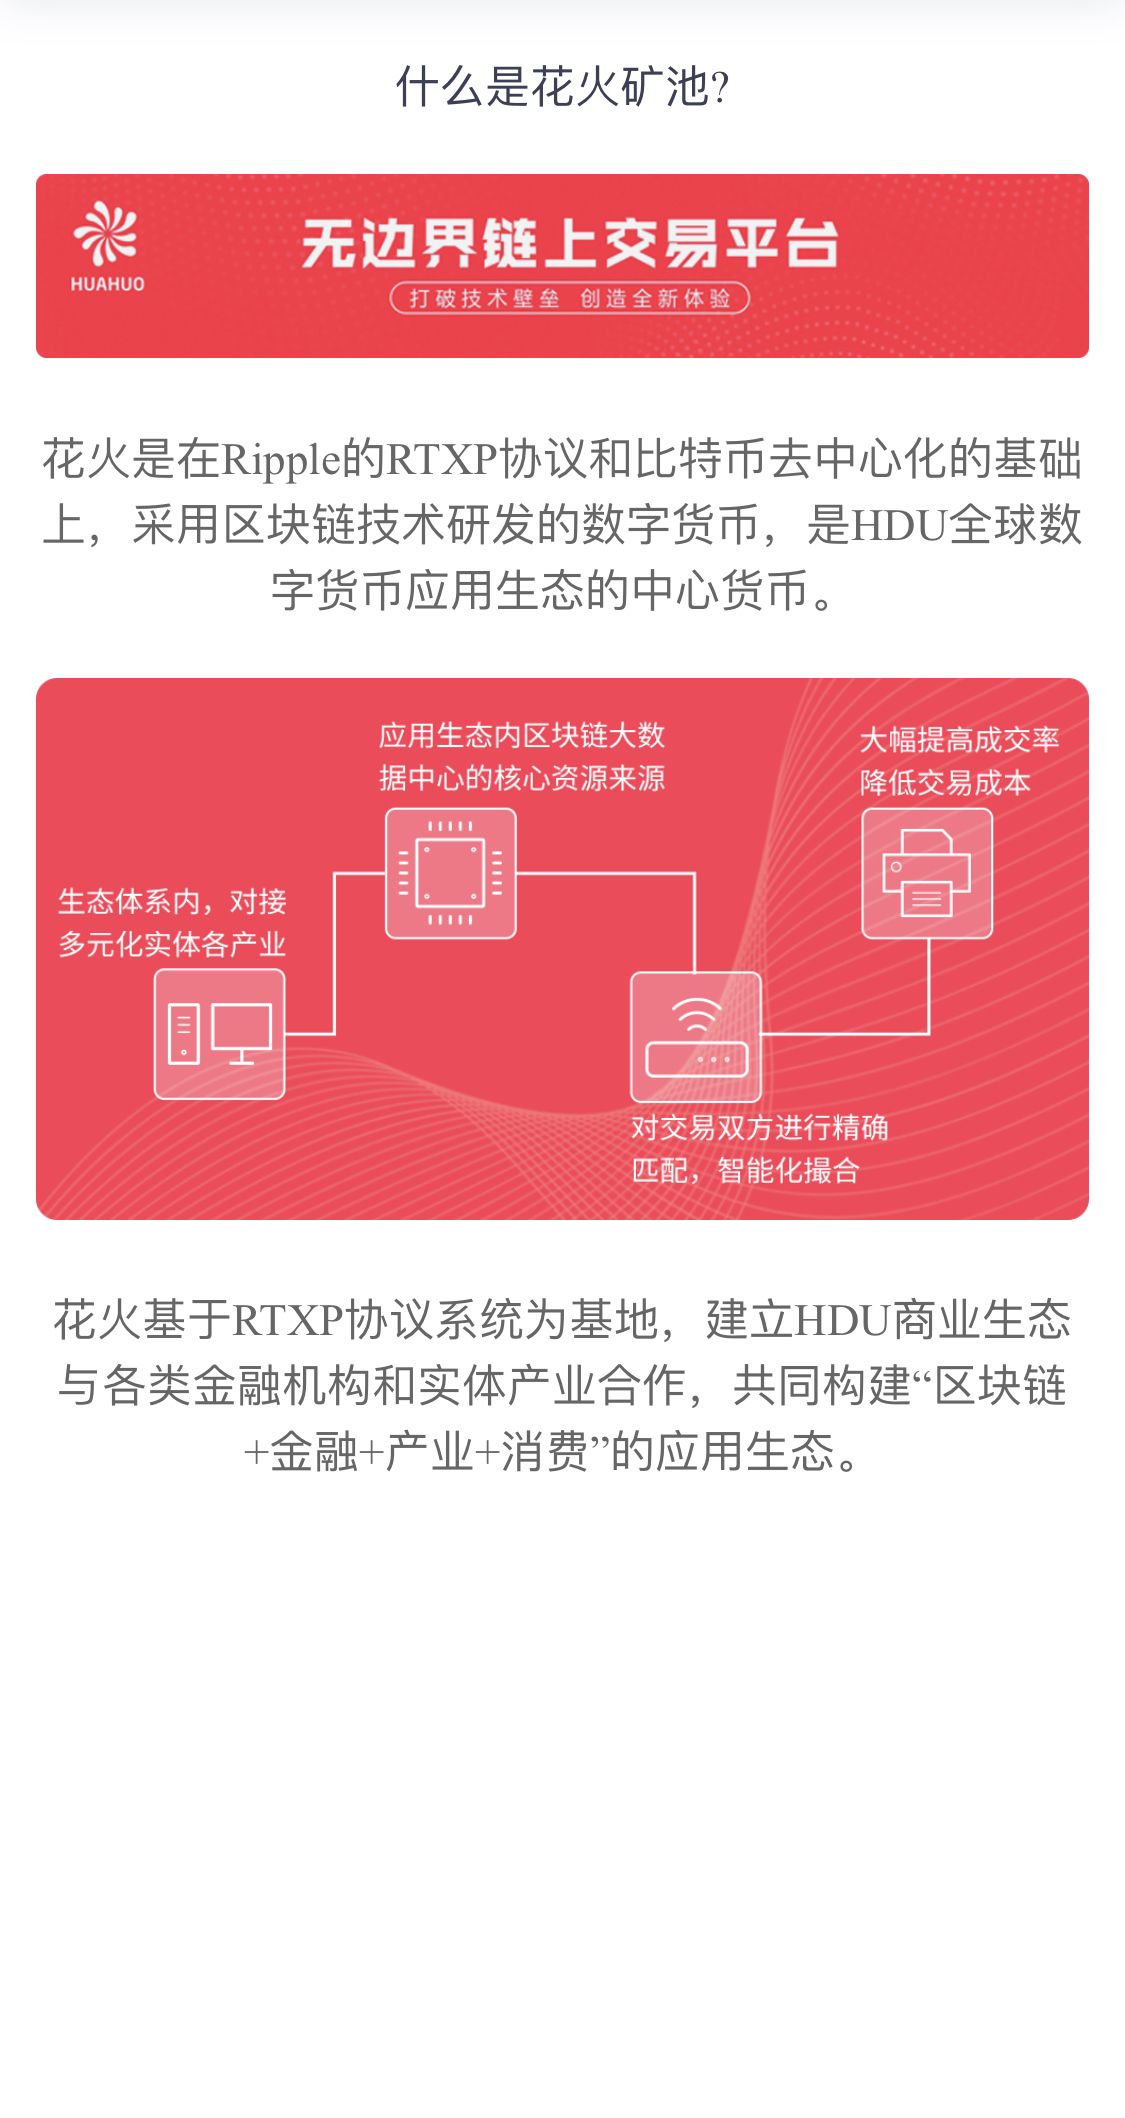 什么是花火矿池?
HUAHUO
无边界链上交易平台
打破技术壁垒 创造全新体验
花火是在Ripple的RTXP协议和比特币去中心化的基础
上，采用区块链技术研发的数字货币，是HDU全球数
字货币应用生态的中心货币。
应用生态内区块链大数
据中心的核心资源来源
大幅提高成交率
降低交易成本
生态体系内，对接
多元化实体各产业
对交易双方进行精确
匹配，智能化撮合
花火基于RTXP协议系统为基地，建立HDU商业生态
与各类金融机构和实体产业合作，共同构建“区块链
+金融+产业+消费”的应用生态。